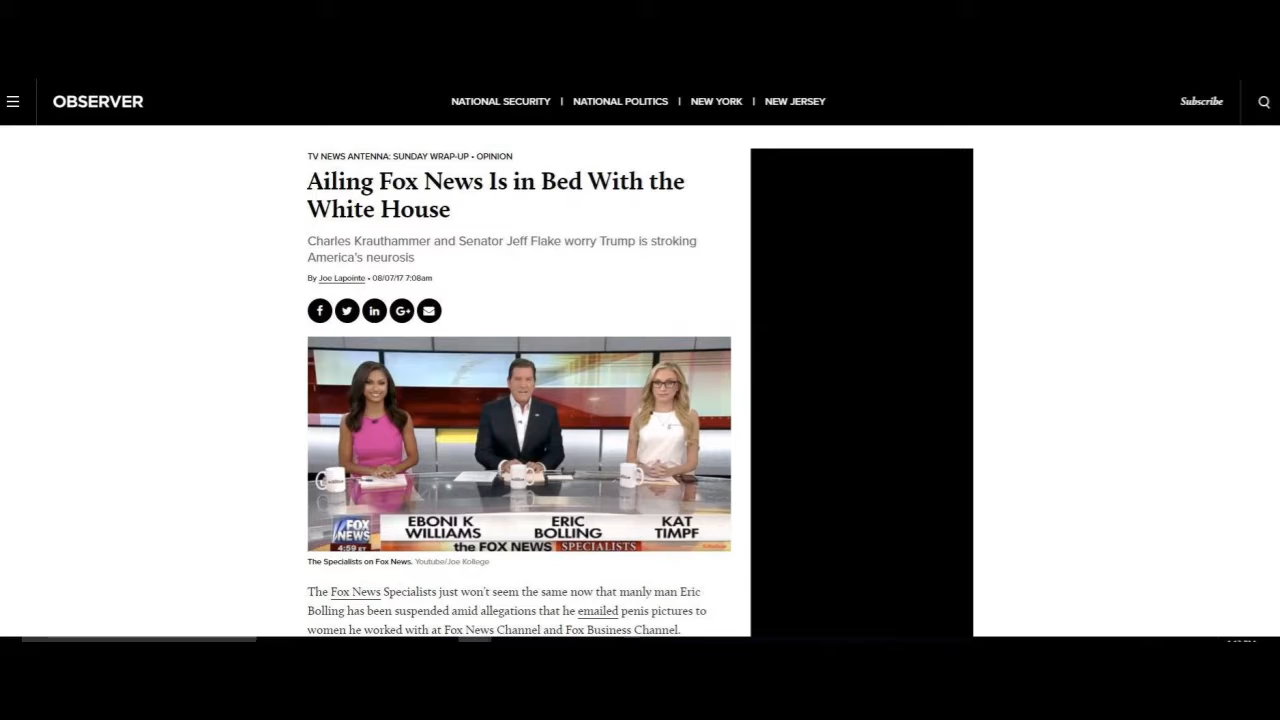 OBSERVER
NATIONAL SECURITY | NATIONAL POLITICS | NEW YORK | NEW JERSEY
Subscribe
TV NEWS ANTENNA: SUNDAY WRAP-UP • OPINION
Ailing Fox News Is in Bed With the
White House
Charles Krauthammer and Senator Jeff Flake worry Trump is stroking
America's neurosis
By Joe Lapointe • 08/07/17 7:08am
FOX
NEWS
4:59 ET
EBONI K
WILLIAMS
ERIC
BOLLING
KAT
TIMPF
the FOX NEWS SPECIALISTS
The Specialists on Fox News. Youtube/Joe Kollege
The Fox News Specialists just won't seem the same now that manly man Eric
Bolling has been suspended amid allegations that he emailed penis pictures to
women he worked with at Fox News Channel and Fox Business Channel.